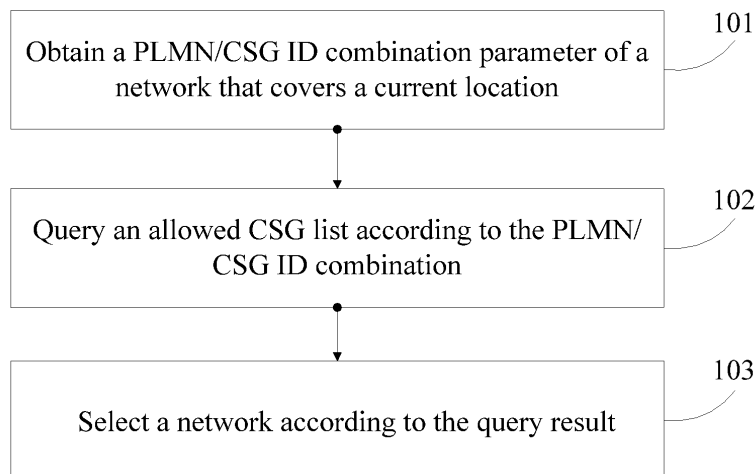 101
Obtain a PLMN/CSG ID combination parameter of a
network that covers a current location
102
Query an allowed CSG list according to the PLMN/
CSG ID combination
103
Select a network according to the query result